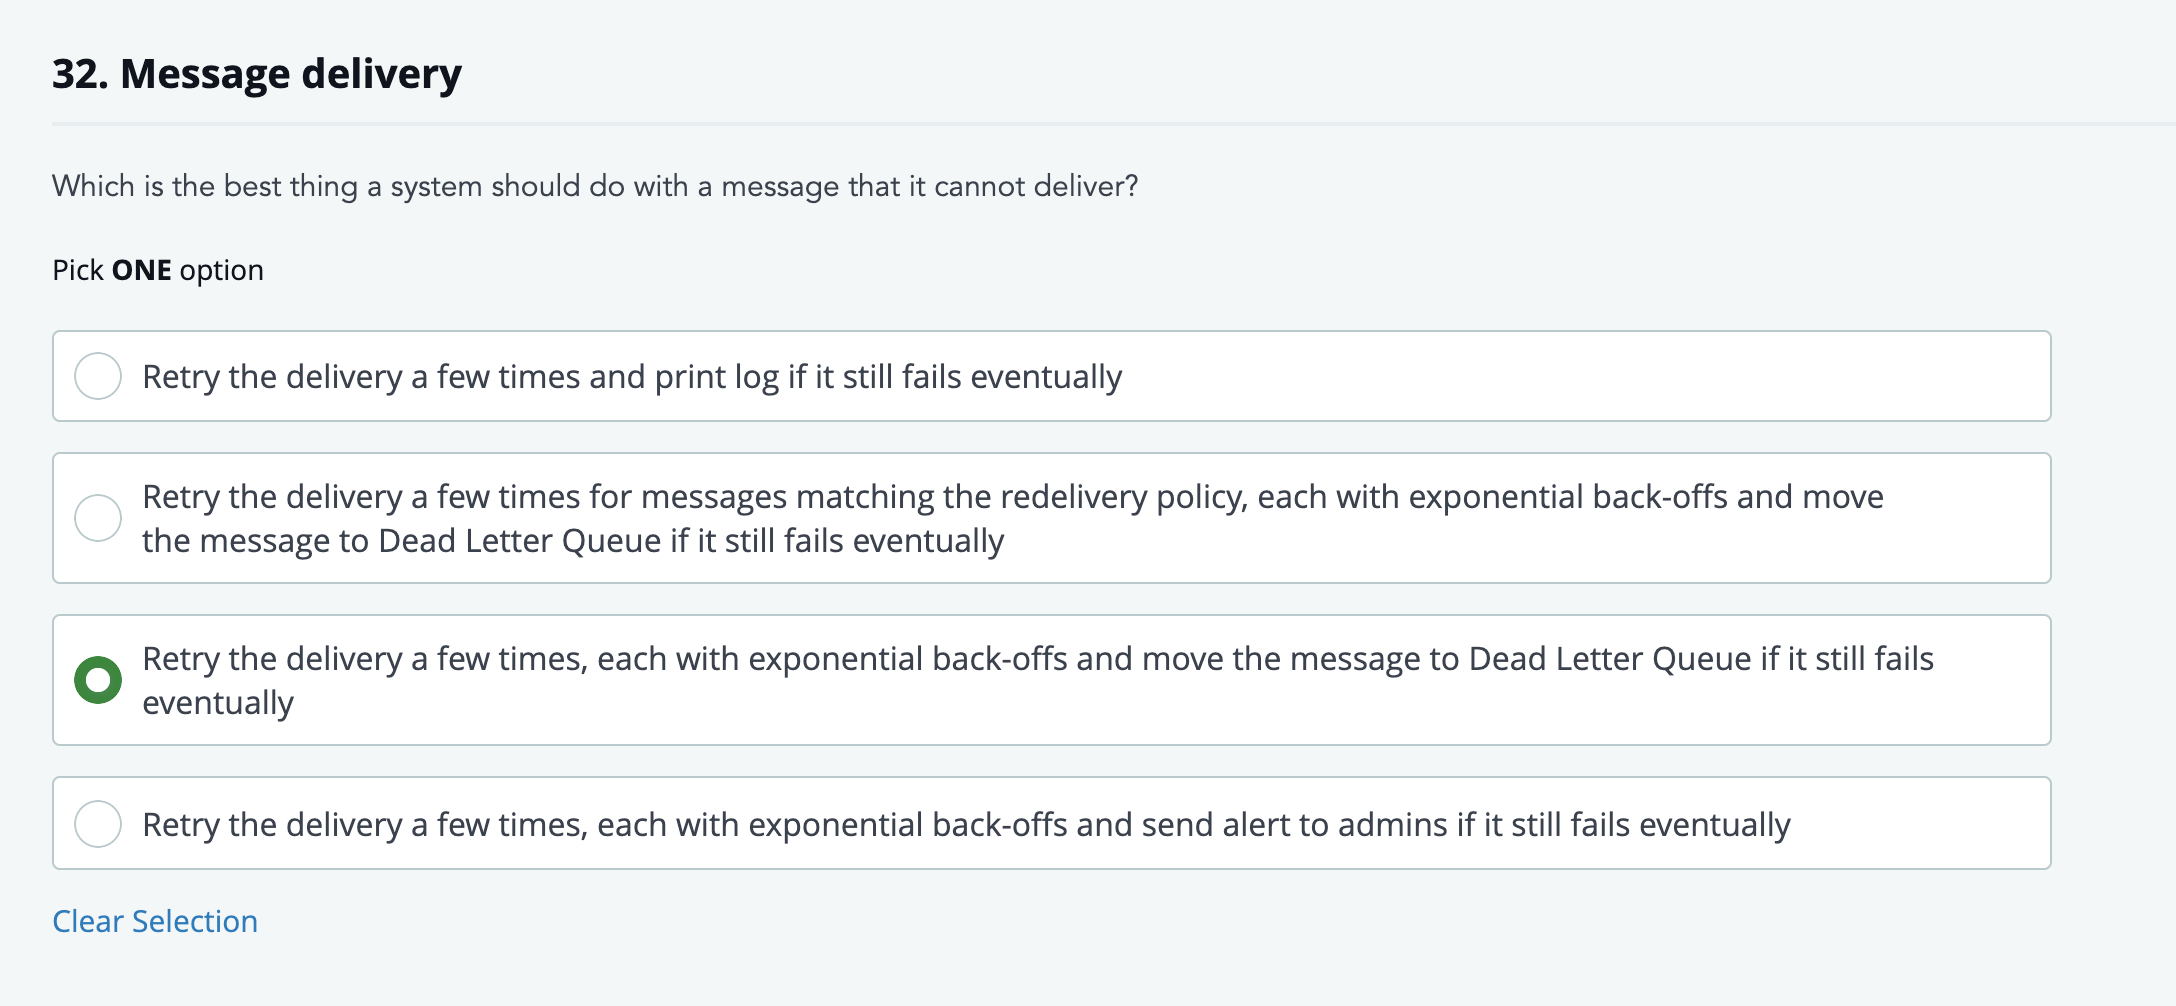 32. Message delivery
Which is the best thing a system should do with a message that it cannot deliver?
Pick ONE option
Retry the delivery a few times and print log if it still fails eventually
Retry the delivery a few times for messages matching the redelivery policy, each with exponential back-offs and move
the message to Dead Letter Queue if it still fails eventually
Retry the delivery a few times, each with exponential back-offs and move the message to Dead Letter Queue if it still fails
eventually
Retry the delivery a few times, each with exponential back-offs and send alert to admins if it still fails eventually
Clear Selection